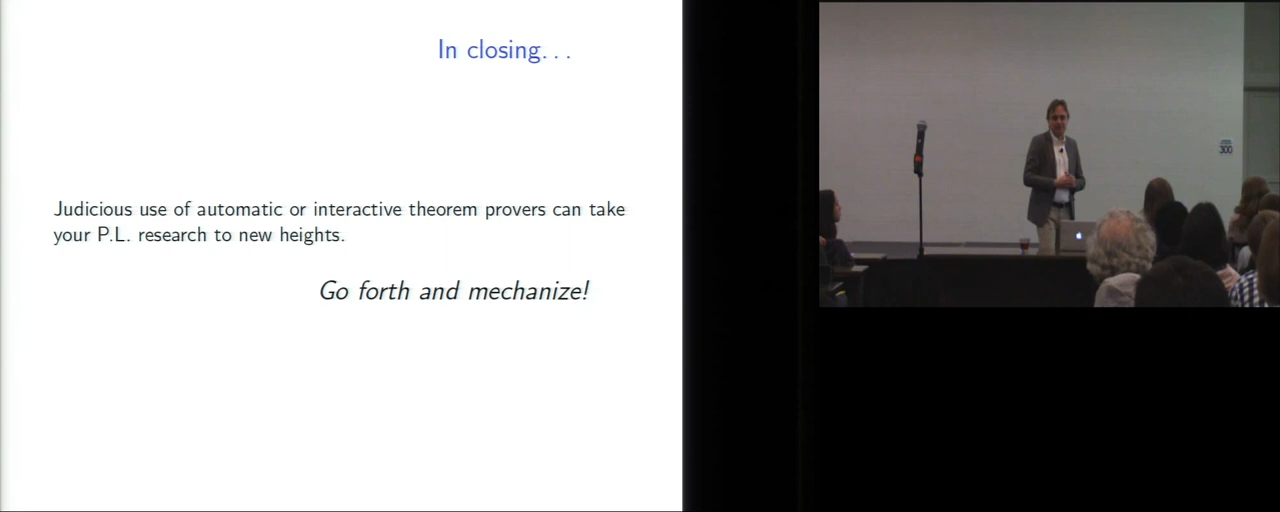 In closing. . .
Judicious use of automatic or interactive theorem provers can take
your P.L. research to new heights.
Go forth and mechanize!
300